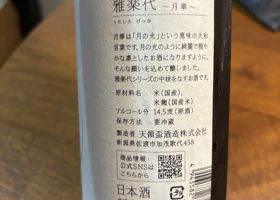 雅楽代 ～月華～
うたしろ げっか
月華は「月の光」という意味の大和
言葉です。月の光のように綺麗で穏や
かな凛としたお酒になりますように、
そんな願いを込めて醸しました。
雅楽代シリーズの中核をなすお酒です。
原材料名：米(国産)、
米麹(国産米)
アルコール分 14.5度(原酒)
保存方法：要冷蔵
製造者 天領盃酒造株式会社
新潟県佐渡市加茂歌代458
商品情報・
公式SNSは
こちらから
日本酒